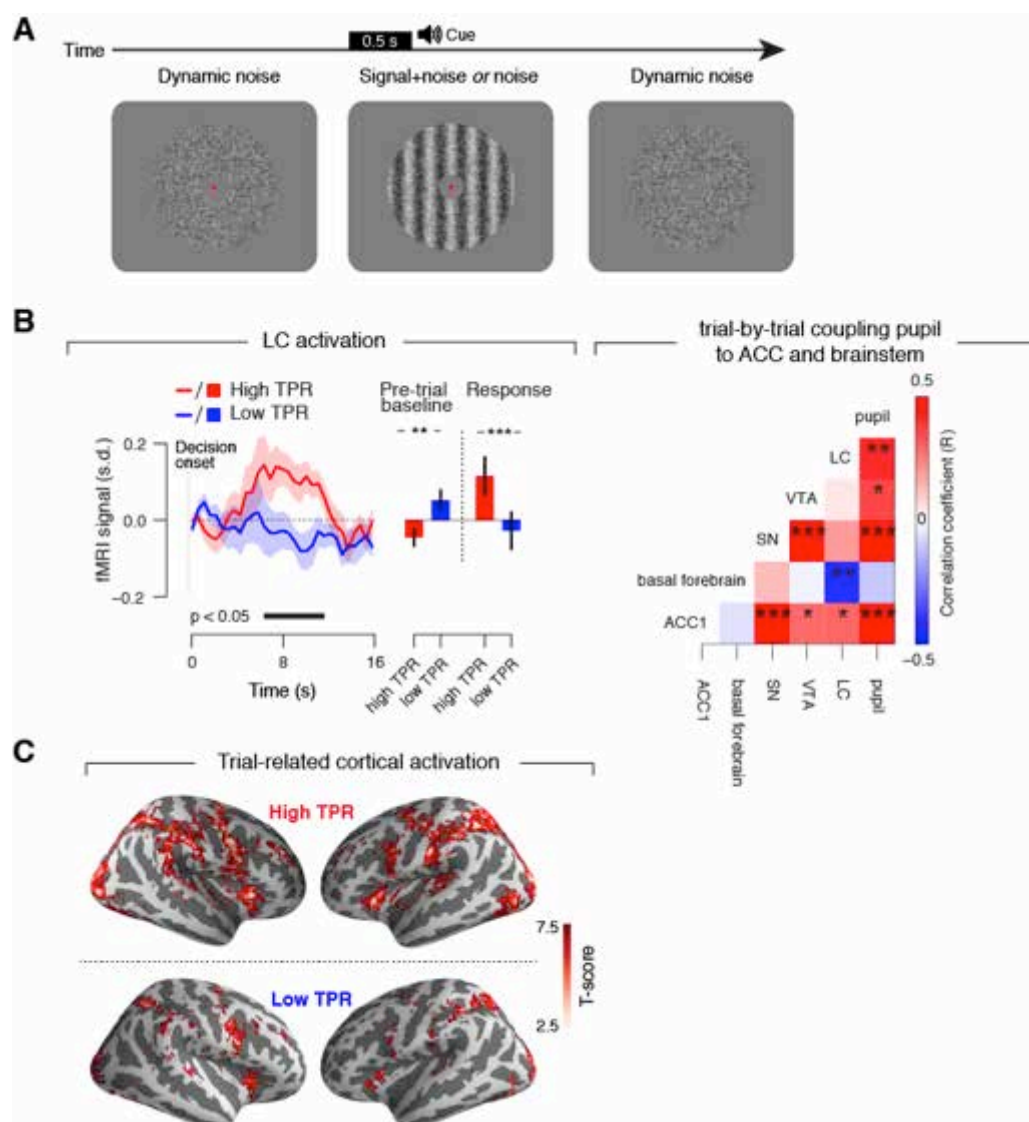 A
Time
0.5 s
Cue
Dynamic noise
Signal+noise or noise
Dynamic noise
B
LC activation
trial-by-trial coupling pupil
to ACC and brainstem
–/■ High TPR
–/■ Low TPR
Pre-trial
baseline
Response
- ** -
-***-
Decision
onset
fMRI signal (s.d.)
0.2
0.0
−0.2
p < 0.05
0
8
16
Time (s)
high TPR
low TPR
high TPR
low TPR
pupil
LC
**
VTA
*
SN
***
***
basal forebrain
**
ACC1
***
*
*
***
ACC1
basal forebrain
SN
VTA
LC
pupil
0.5
0
−0.5
Correlation coefficient (R)
C
Trial-related cortical activation
High TPR
Low TPR
7.5
2.5
T-score